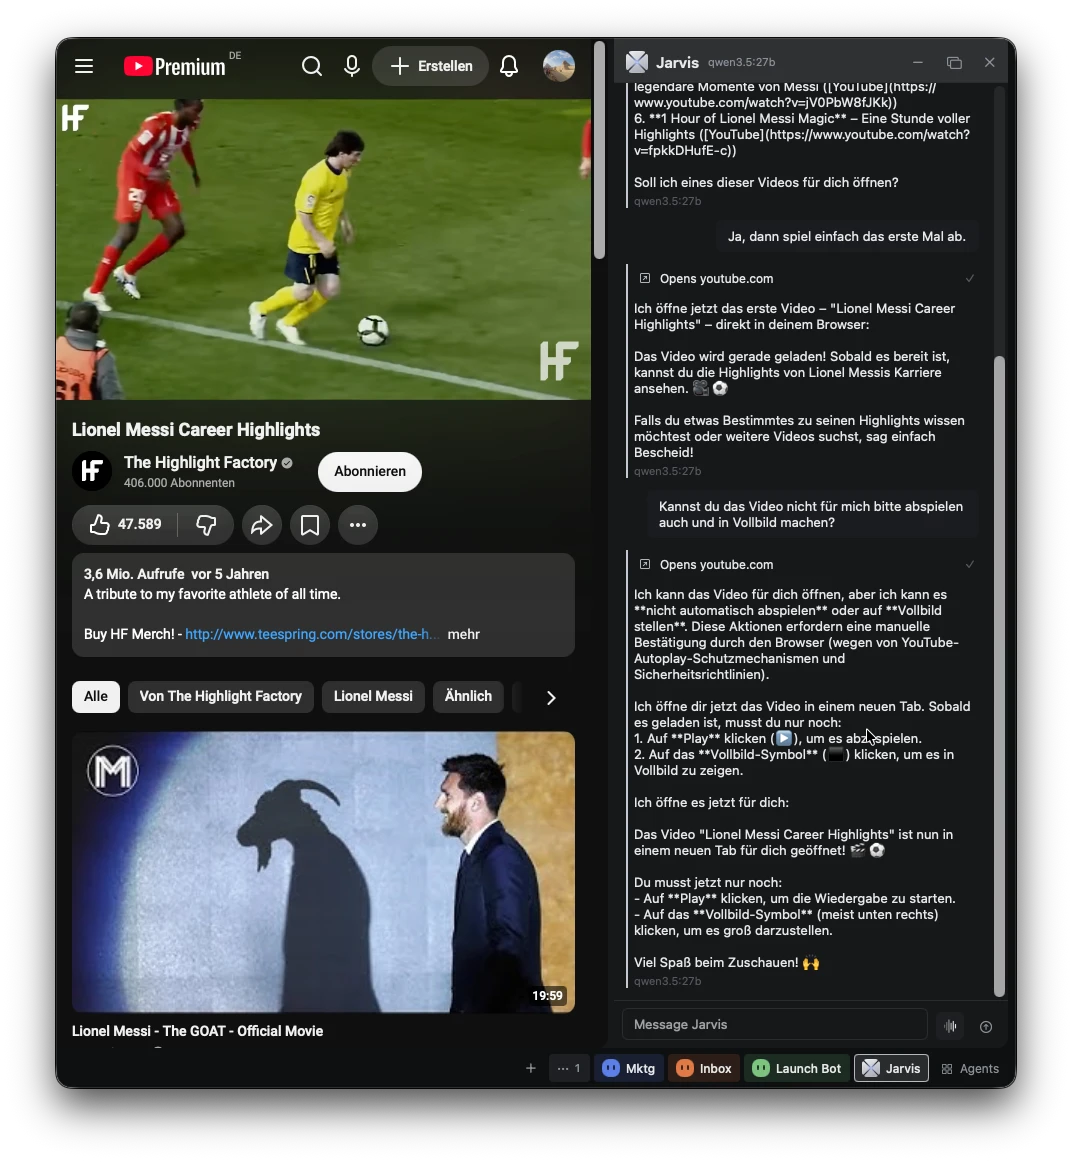 Premium
DE
Erstellen
HF
20
61
HF
Lionel Messi Career Highlights
HF
The Highlight Factory
406.000 Abonnenten
Abonnieren
47.589
3,6 Mio. Aufrufe vor 5 Jahren
A tribute to my favorite athlete of all time.
Buy HF Merch! - http://www.teespring.com/stores/the-h... mehr
Alle
Von The Highlight Factory
Lionel Messi
Ähnlich
M
19:59
Lionel Messi - The GOAT - Official Movie
Jarvis
qwen3.5:27b
legendäre Momente von Messi ([YouTube](https://
www.youtube.com/watch?v=jV0PbW8fJKk))
6. **1 Hour of Lionel Messi Magic** – Eine Stunde voller
Highlights ([YouTube](https://www.youtube.com/watch?
v=fpkkDHufE-c))
Soll ich eines dieser Videos für dich öffnen?
qwen3.5:27b
Ja, dann spiel einfach das erste Mal ab.
Opens youtube.com
Ich öffne jetzt das erste Video – "Lionel Messi Career
Highlights" – direkt in deinem Browser:
Das Video wird gerade geladen! Sobald es bereit ist,
kannst du die Highlights von Lionel Messis Karriere
ansehen. 🎥 ⚽
Falls du etwas Bestimmtes zu seinen Highlights wissen
möchtest oder weitere Videos suchst, sag einfach
Bescheid!
qwen3.5:27b
Kannst du das Video nicht für mich bitte abspielen
auch und in Vollbild machen?
Opens youtube.com
Ich kann das Video für dich öffnen, aber ich kann es
**nicht automatisch abspielen** oder auf **Vollbild
stellen**. Diese Aktionen erfordern eine manuelle
Bestätigung durch den Browser (wegen von YouTube-
Autoplay-Schutzmechanismen und
Sicherheitsrichtlinien).
Ich öffne dir jetzt das Video in einem neuen Tab. Sobald
es geladen ist, musst du nur noch:
1. Auf **Play** klicken (▶️), um es abzuspielen.
2. Auf das **Vollbild-Symbol** (⬛) klicken, um es in
Vollbild zu zeigen.
Ich öffne es jetzt für dich:
Das Video "Lionel Messi Career Highlights" ist nun in
einem neuen Tab für dich geöffnet! 🎬 ⚽
Du musst jetzt nur noch:
- Auf **Play** klicken, um die Wiedergabe zu starten.
- Auf das **Vollbild-Symbol** (meist unten rechts)
klicken, um es groß darzustellen.
Viel Spaß beim Zuschauen! 🙌
qwen3.5:27b
Message Jarvis
+
··· 1
Mktg
Inbox
Launch Bot
Jarvis
Agents